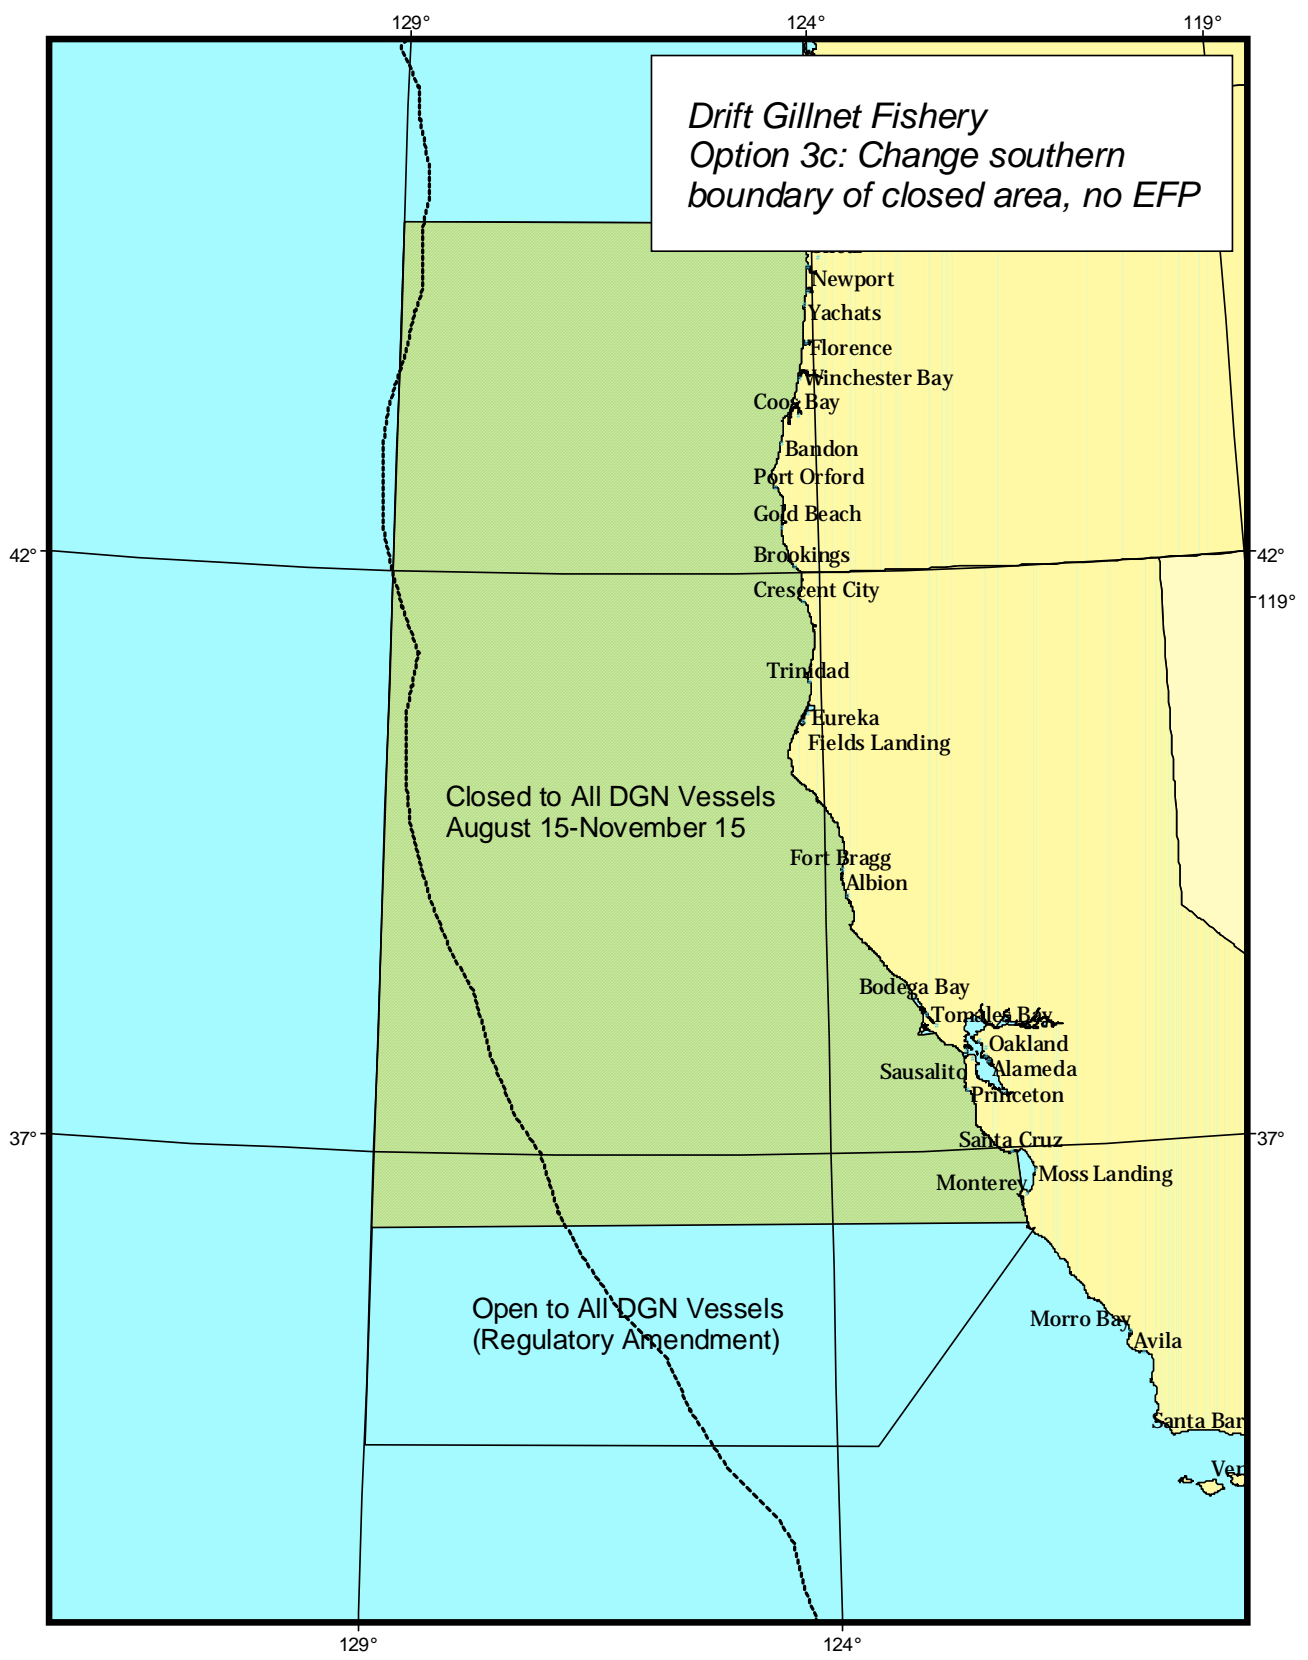 129°
124°
119°
Drift Gillnet Fishery
Option 3c: Change southern
boundary of closed area, no EFP
Newport
Yachats
Florence
Winchester Bay
Coos Bay
Bandon
Port Orford
Gold Beach
42°
Brookings
42°
Crescent City
119°
Trinidad
Eureka
Fields Landing
Closed to All DGN Vessels
August 15-November 15
Fort Bragg
Albion
Bodega Bay
Tomales Bay
Oakland
Sausalito
Alameda
Princeton
37°
Santa Cruz
37°
Moss Landing
Monterey
Open to All DGN Vessels
(Regulatory Amendment)
Morro Bay
Avila
Santa Bar
Ven
129°
124°